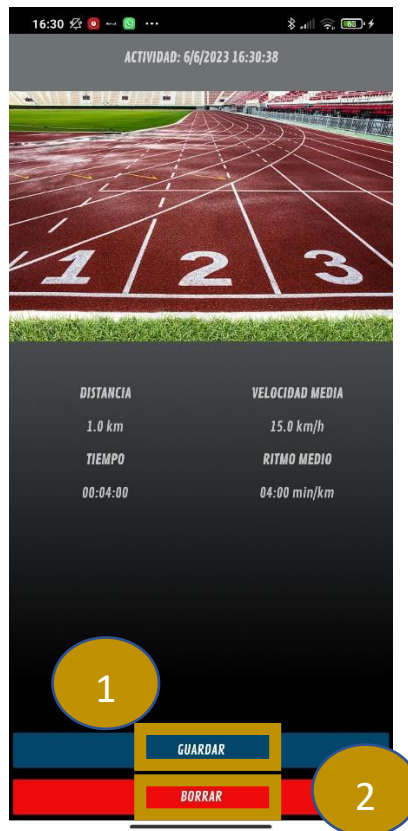 16:30 ...
68
ACTIVIDAD: 6/6/2023 16:30:38
1 2 3
DISTANCIA VELOCIDAD MEDIA
1.0 km 15.0 km/h
TIEMPO RITMO MEDIO
00:04:00 04:00 min/km
1
GUARDAR
BORRAR
2